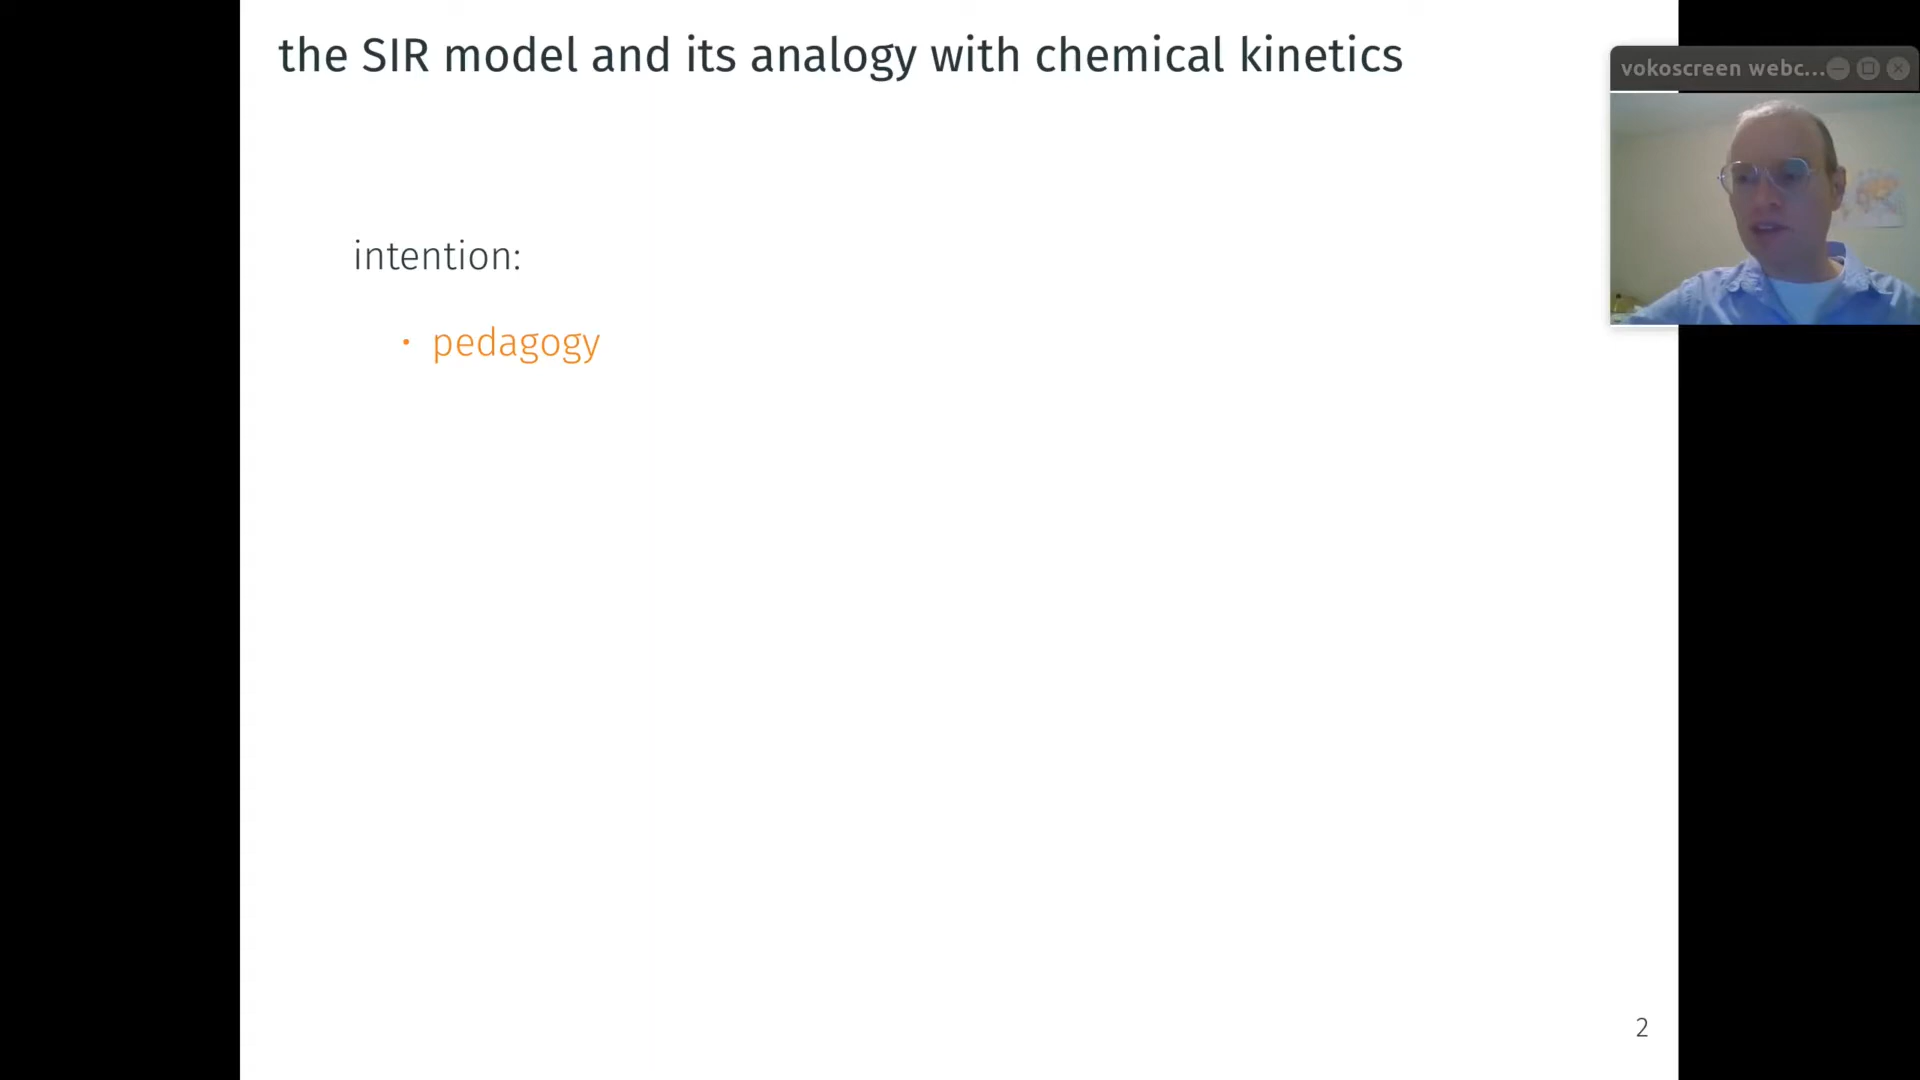 the SIR model and its analogy with chemical kinetics
vokoscreen webc...
intention:
• pedagogy
2